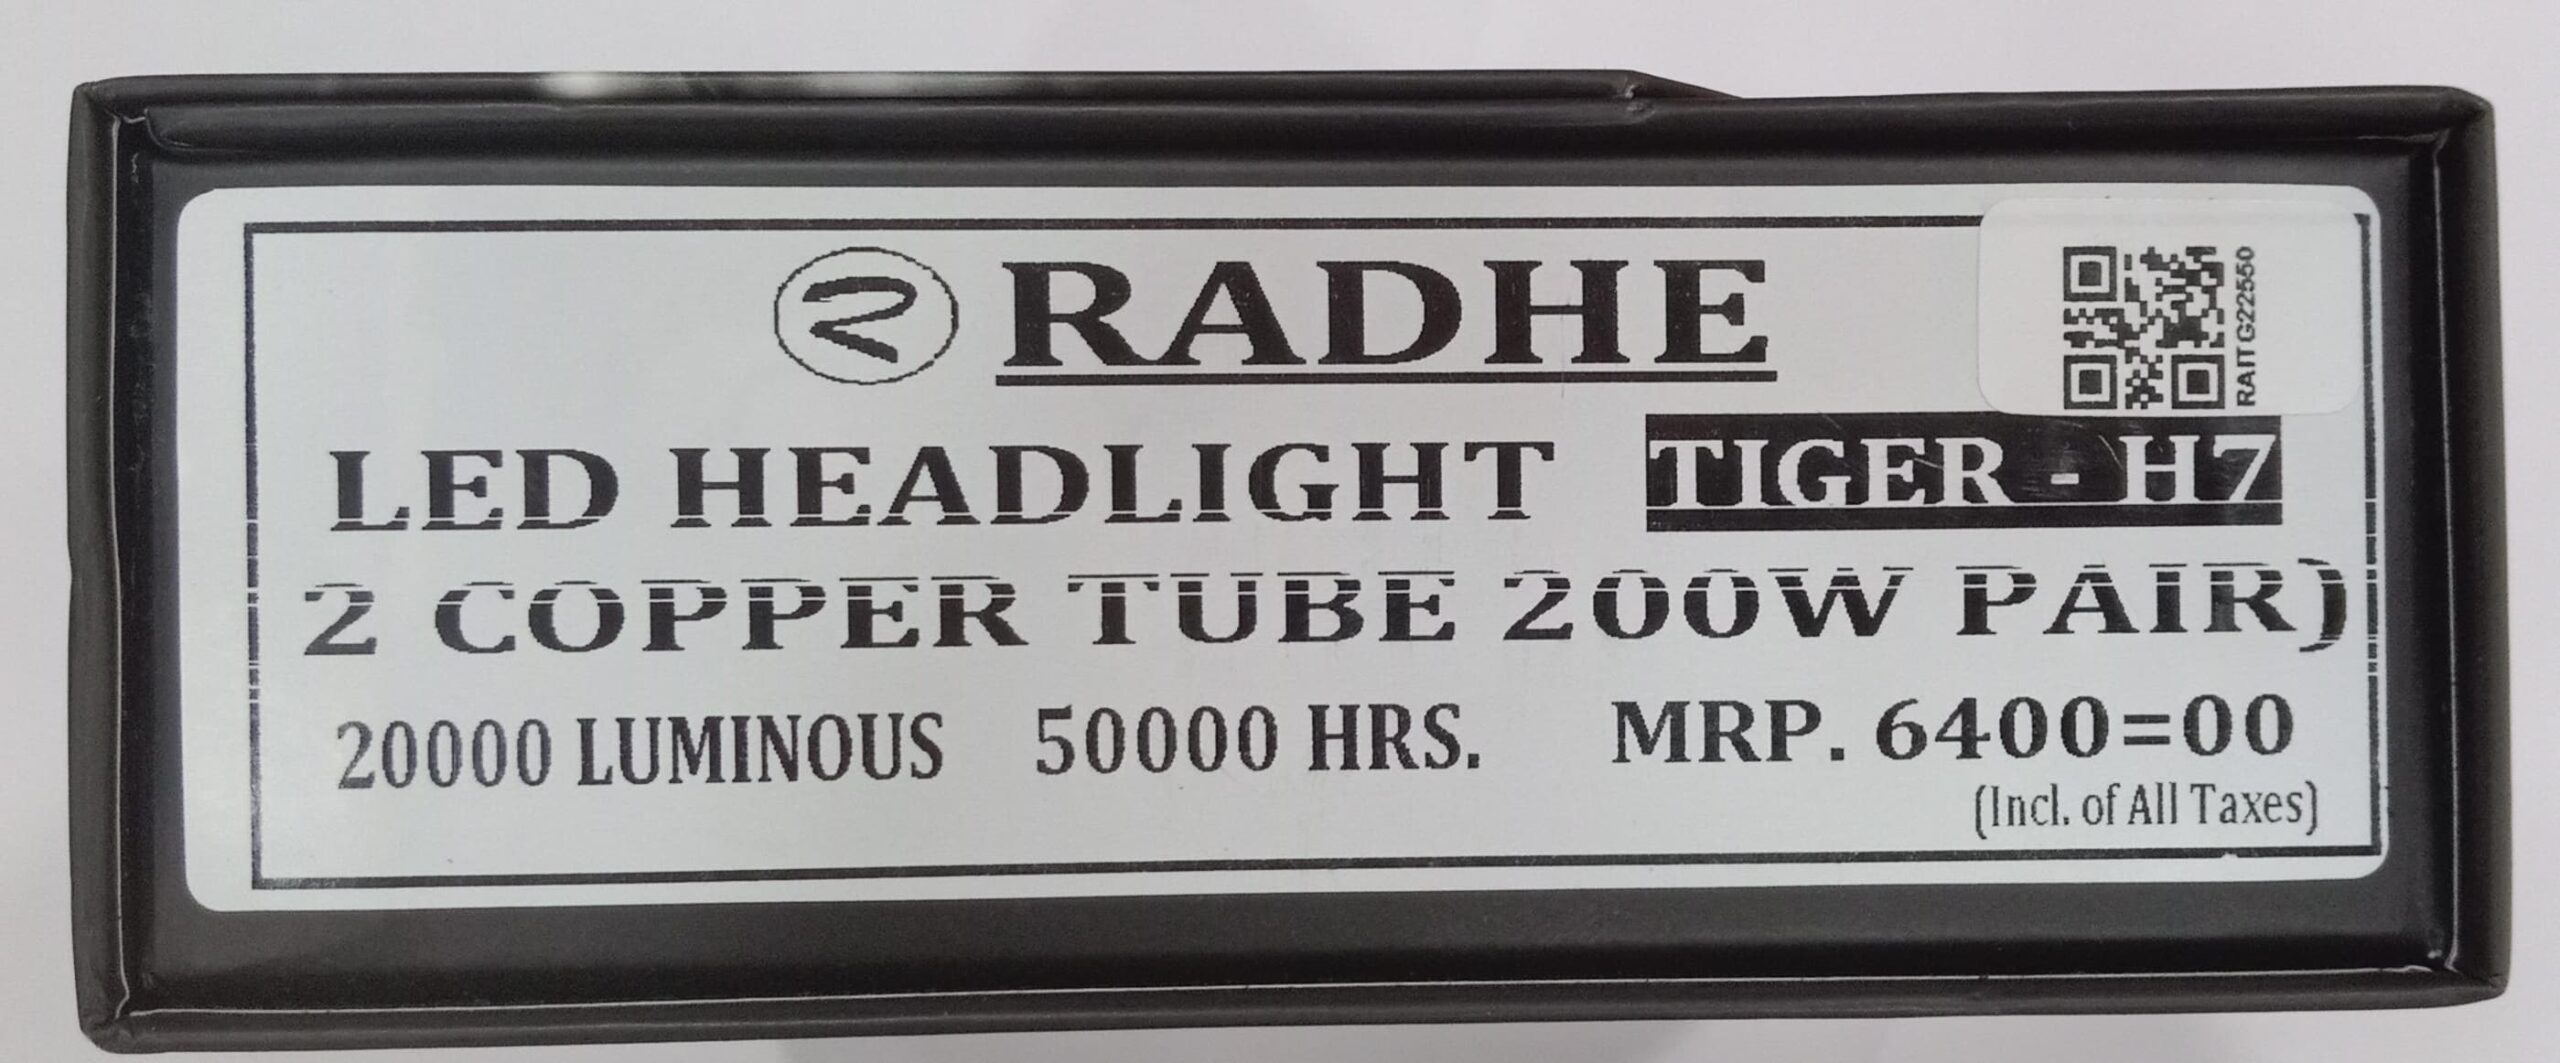 RADHE
RAITG22550
LED HEADLIGHT TIGER - H7
2 COPPER TUBE 200W PAIR)
20000 LUMINOUS 50000 HRS. MRP. 6400=00
(Incl. of All Taxes)